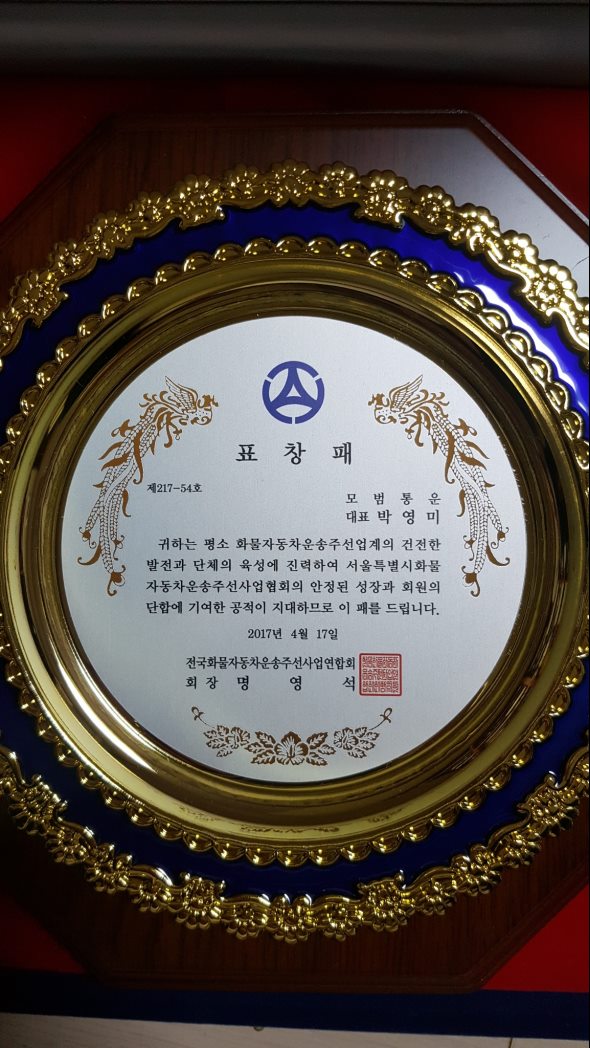 표 창 패
제217-54호
모 범 통 운
대표 박 영 미
귀하는 평소 화물자동차운송주선업계의 건전한
발전과 단체의 육성에 진력하여 서울특별시화물
자동차운송주선사업협회의 안정된 성장과 회원의
단합에 기여한 공적이 지대하므로 이 패를 드립니다.
2017년 4월 17일
전국화물자동차운송주선사업연합회
회 장 명 영 석